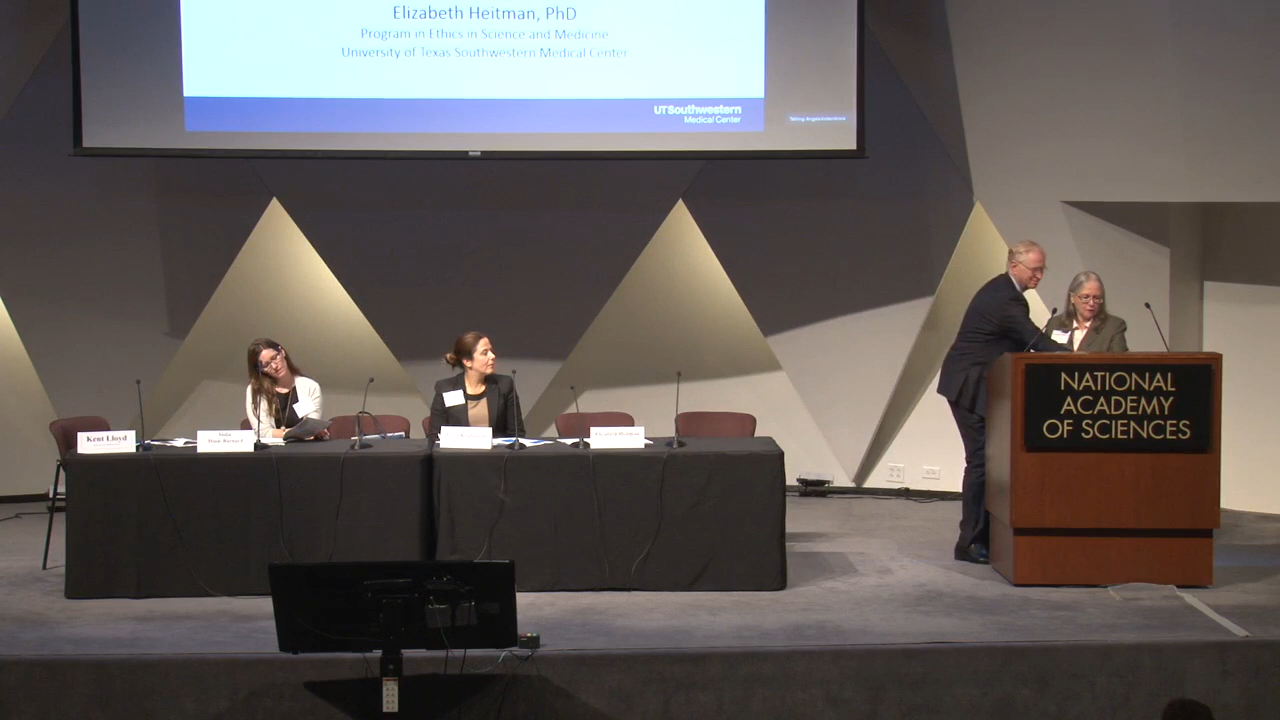 Elizabeth Heitman, PhD
Program in Ethics in Science and Medicine
University of Texas Southwestern Medical Center
UTSouthwestern
Medical Center
NATIONAL
ACADEMY
OF SCIENCES
Kent Lloyd